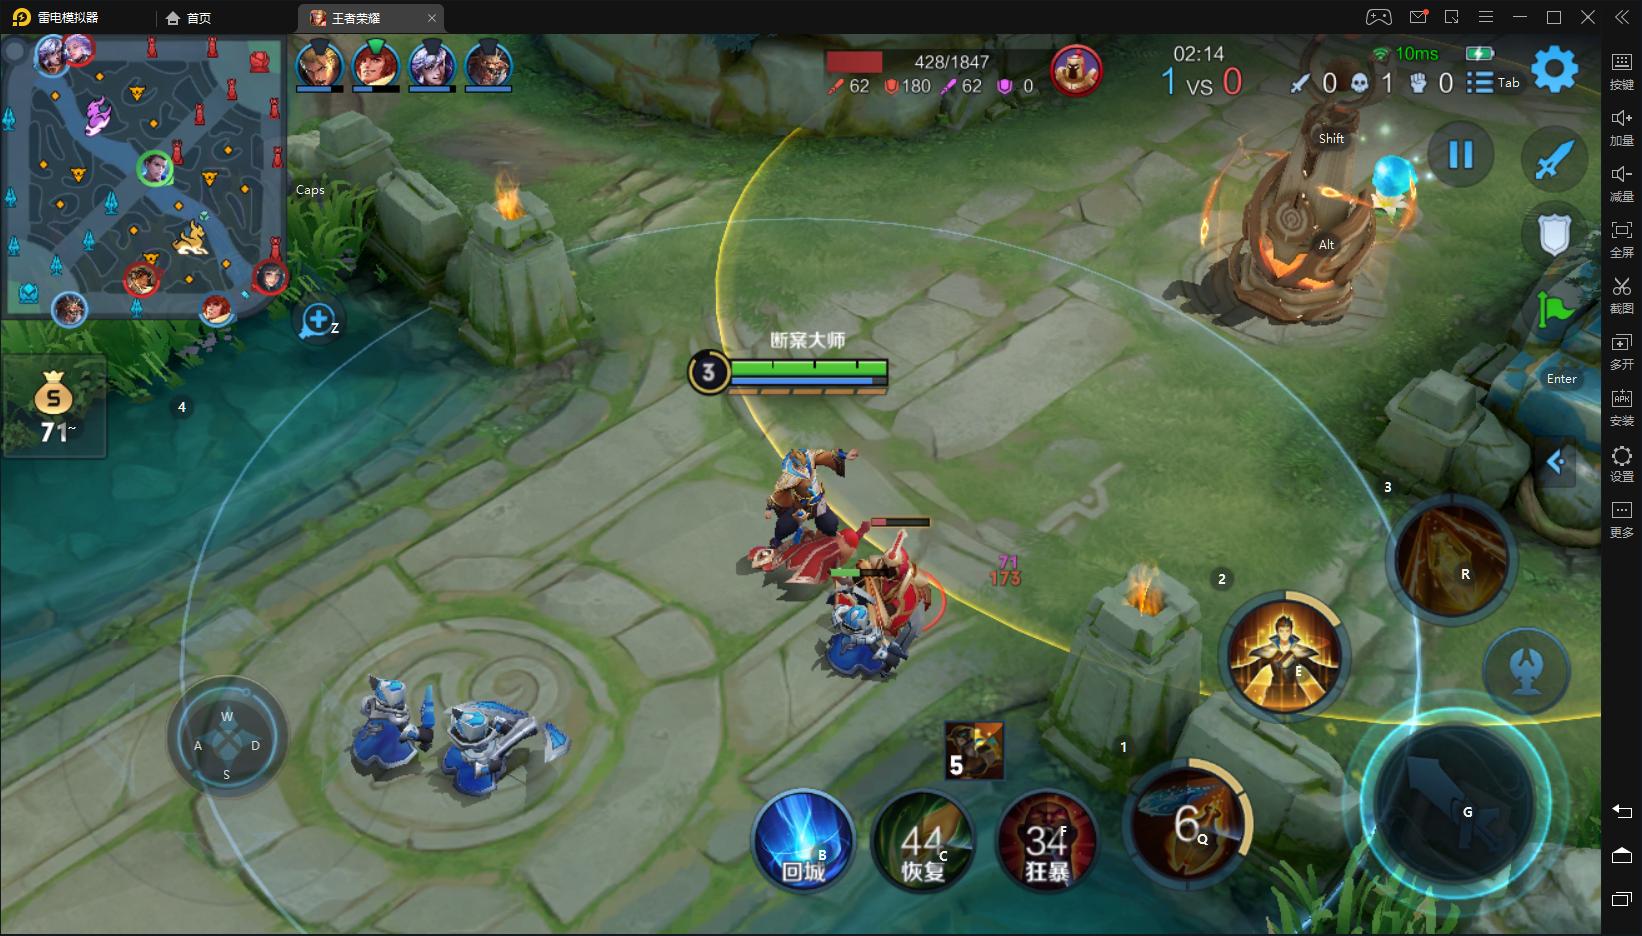 雷电模拟器
首页
王者荣耀
428/1847
62 180 62 0
02:14
1 VS 0
10ms
0 1 0
Tab
Shift
Caps
Alt
Z
Enter
71~
4
断案大师
3
3
71
173
2
R
E
W
A D
S
1
5
G
B
回城
44
C
恢复
34
F
狂暴
6
Q
按键
加量
减量
全屏
截图
多开
APK
安装
设置
更多